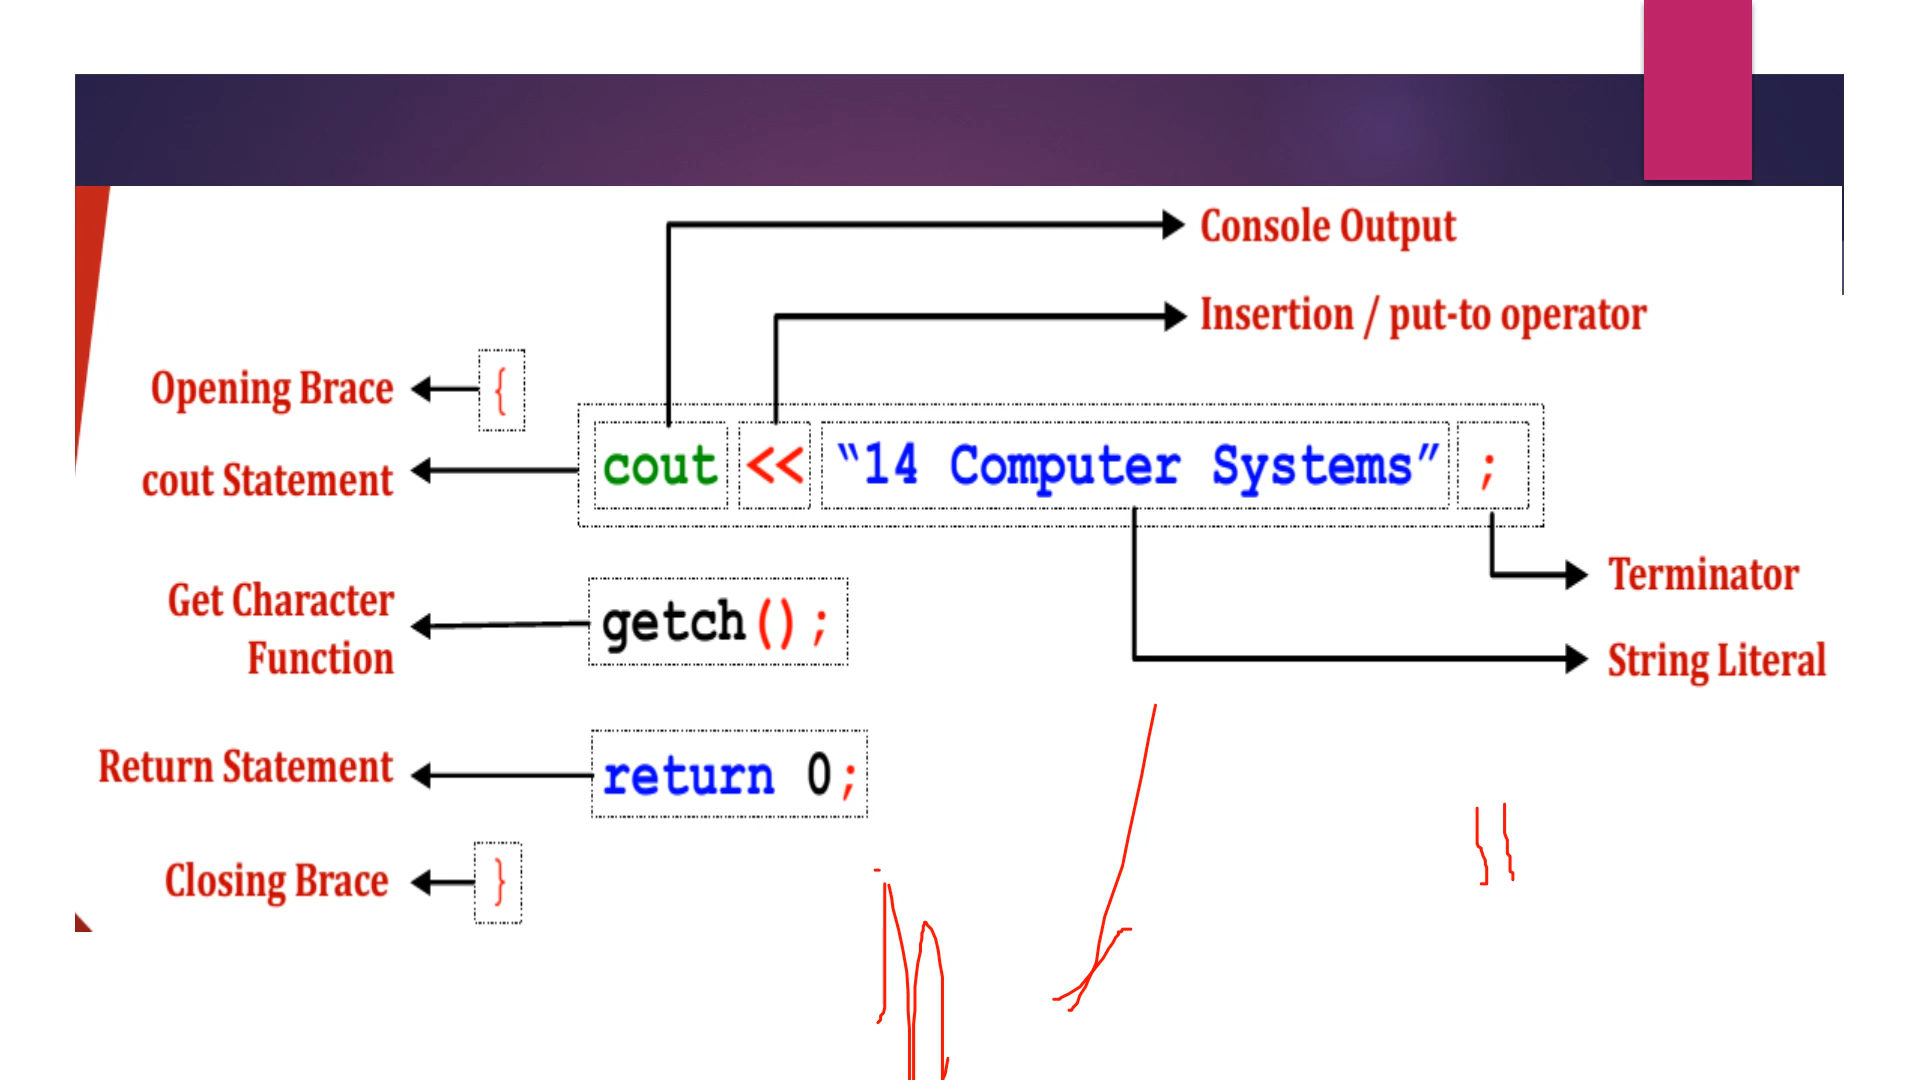 Console Output
Insertion / put-to operator
Opening Brace {
cout Statement cout << “14 Computer Systems” ;
Terminator
Get Character
Function
getch();
String Literal
Return Statement return 0;
Closing Brace }